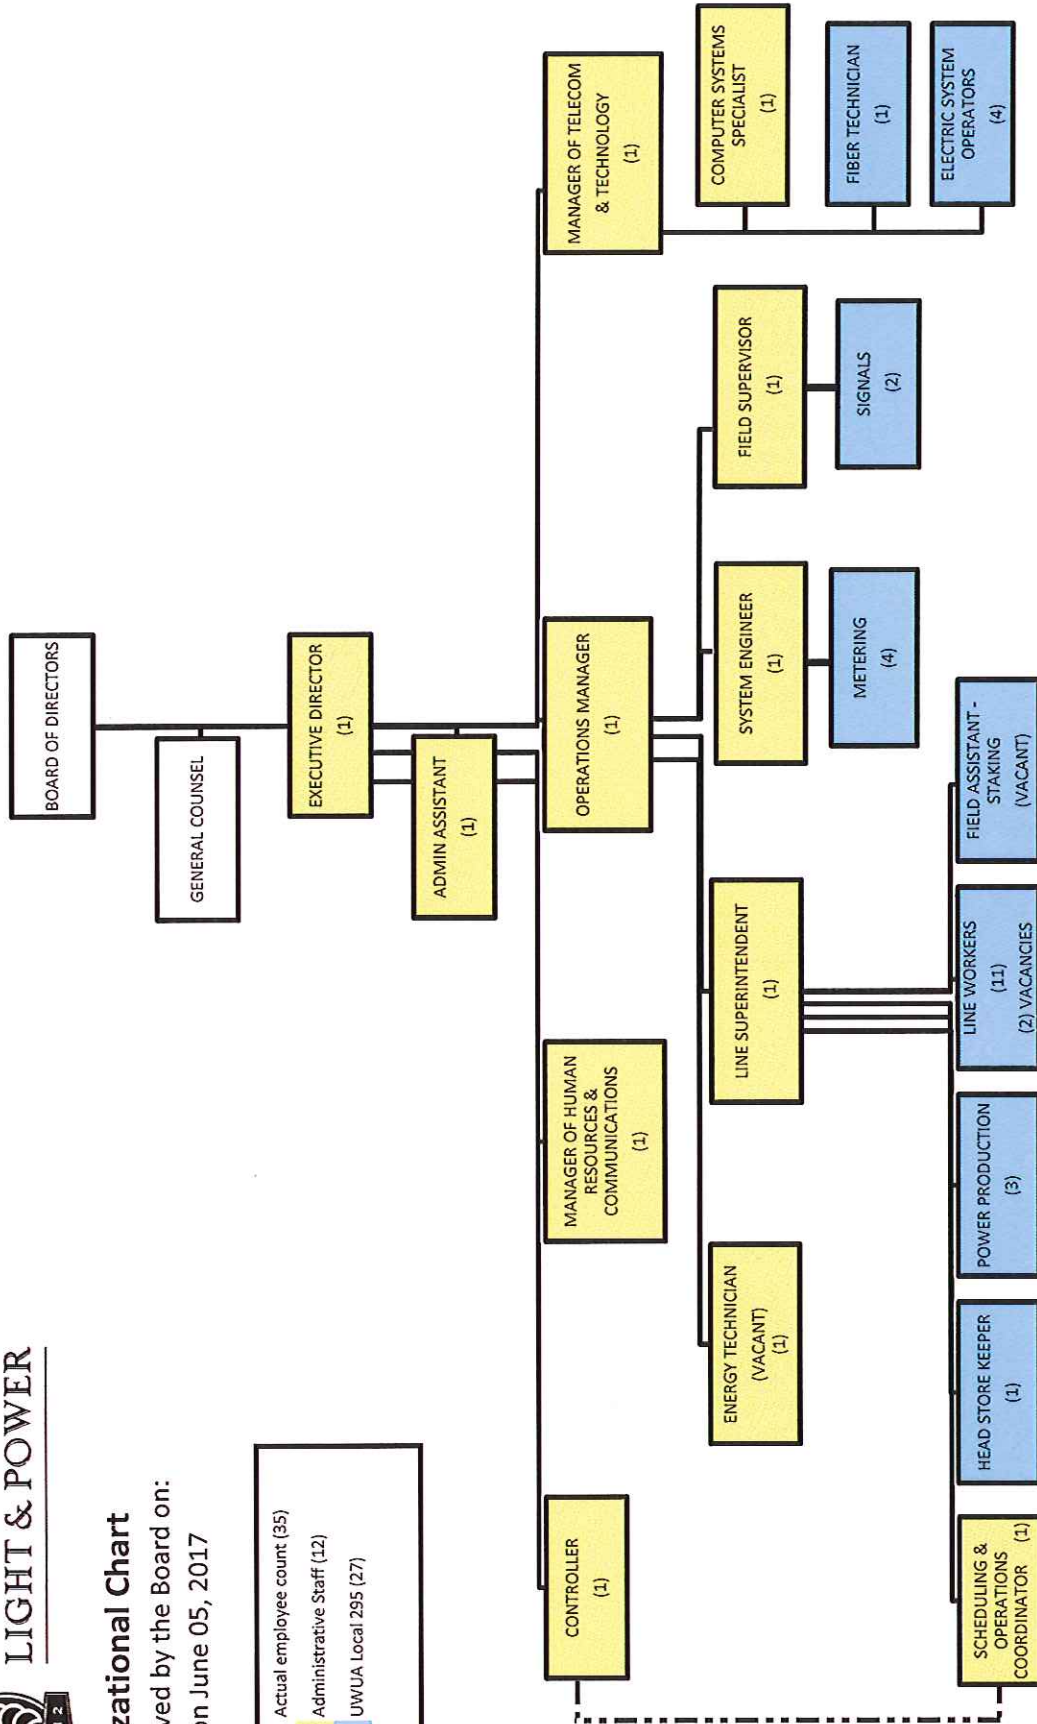 LIGHT & POWER
zational Chart
ved by the Board on:
on June 05, 2017
Actual employee count (35)
Administrative Staff (12)
UWUA Local 295 (27)
BOARD OF DIRECTORS
GENERAL COUNSEL
EXECUTIVE DIRECTOR
(1)
ADMIN ASSISTANT
(1)
CONTROLLER
(1)
MANAGER OF HUMAN
RESOURCES &
COMMUNICATIONS
(1)
OPERATIONS MANAGER
(1)
MANAGER OF TELECOM
& TECHNOLOGY
(1)
ENERGY TECHNICIAN
(VACANT)
(1)
LINE SUPERINTENDENT
(1)
SYSTEM ENGINEER
(1)
FIELD SUPERVISOR
(1)
COMPUTER SYSTEMS
SPECIALIST
(1)
FIBER TECHNICIAN
(1)
ELECTRIC SYSTEM
OPERATORS
(4)
METERING
(4)
SIGNALS
(2)
SCHEDULING &
OPERATIONS
COORDINATOR (1)
HEAD STORE KEEPER
(1)
POWER PRODUCTION
(3)
LINE WORKERS
(11)
(2) VACANCIES
FIELD ASSISTANT -
STAKING
(VACANT)